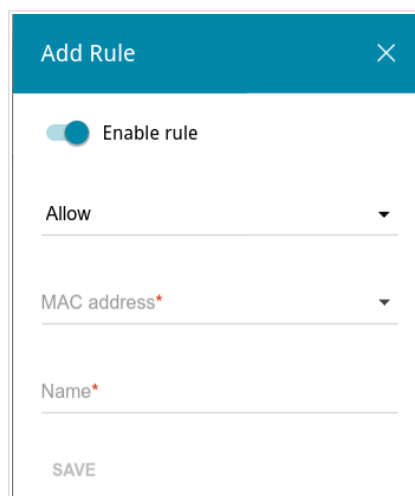 Add Rule
Enable rule
Allow
MAC address*
Name*
SAVE